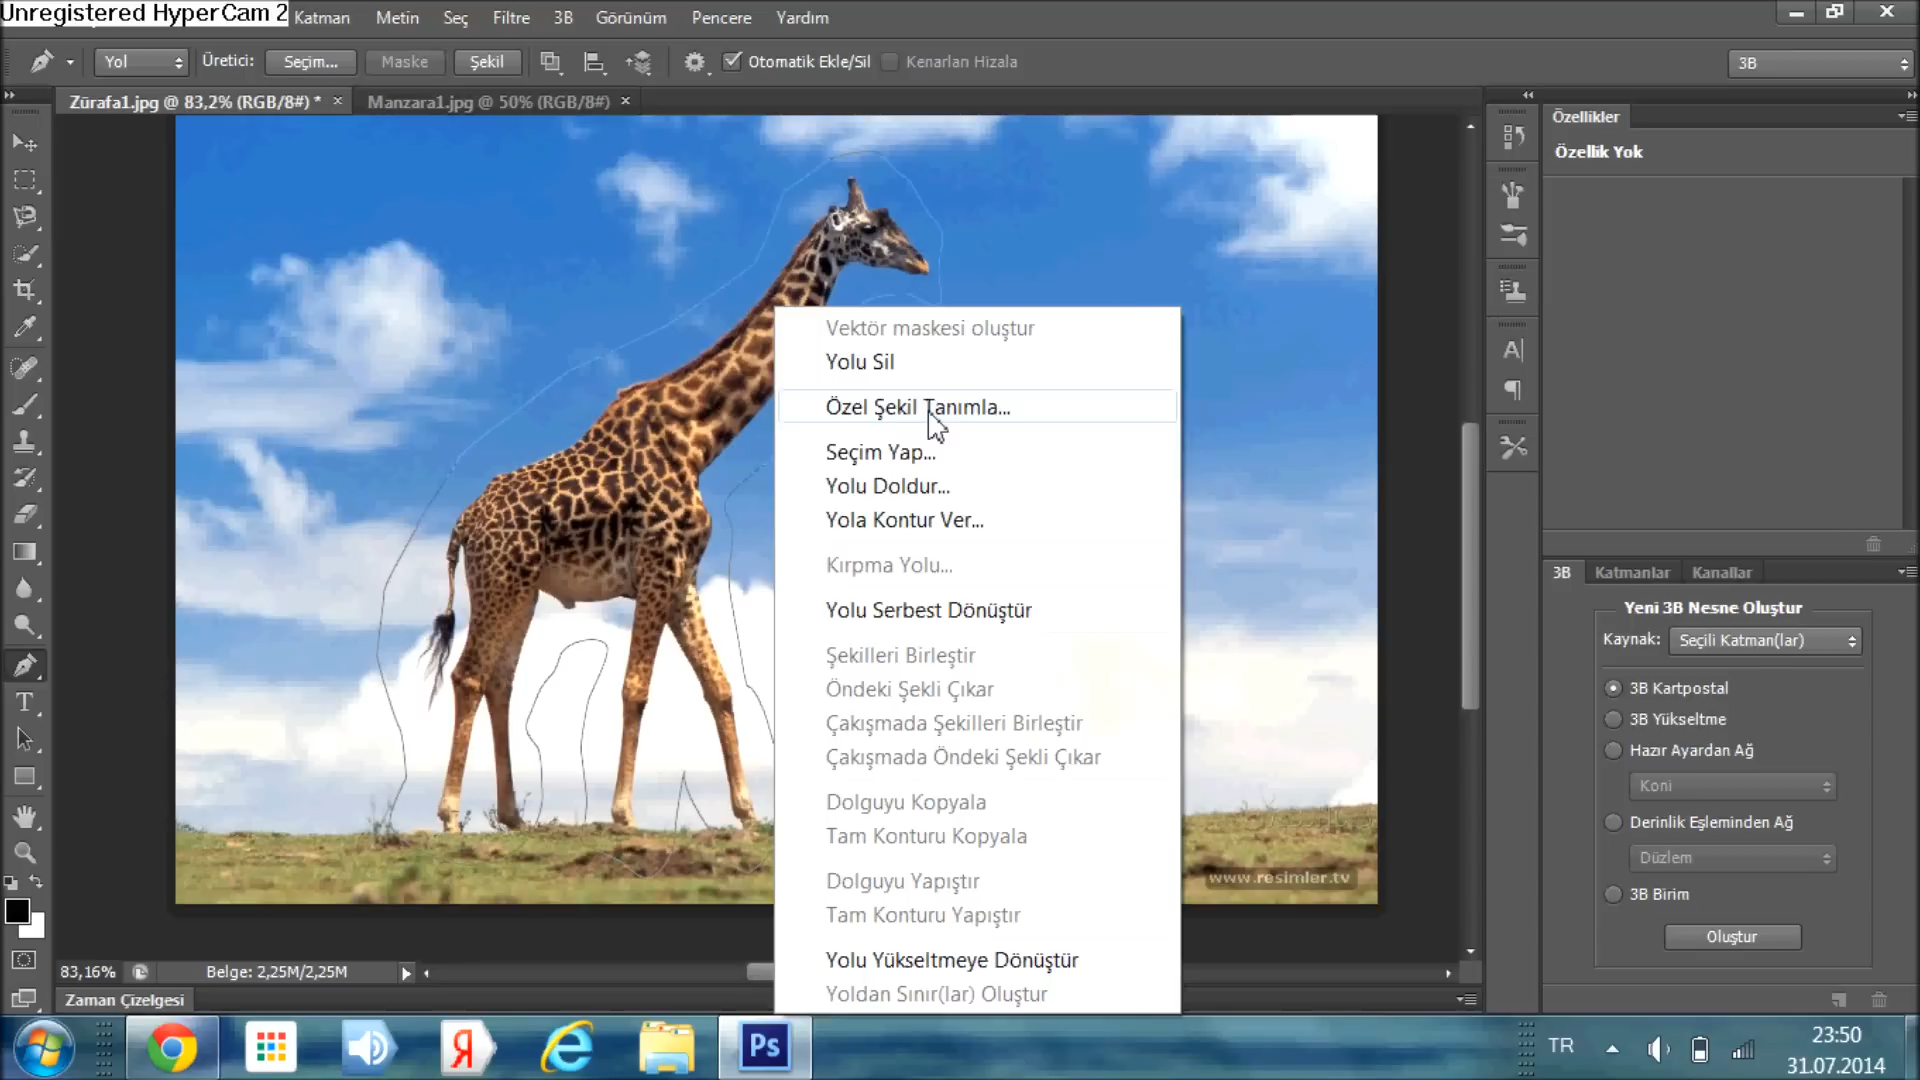 Unregistered HyperCam 2
Katman Metin Seç Filtre 3B Görünüm Pencere Yardım
Yol Üretici: Seçim... Maske Şekil Otomatik Ekle/Sil Kenarları Hizala 3B
Zürafa1.jpg @ 83,2% (RGB/8#) * × Manzara1.jpg @ 50% (RGB/8#) ×
Özellikler
Özellik Yok
Vektör maskesi oluştur
Yolu Sil
Özel Şekil Tanımla...
Seçim Yap...
Yolu Doldur...
Yola Kontur Ver...
Kırpma Yolu...
Yolu Serbest Dönüştür
Şekilleri Birleştir
Öndeki Şekli Çıkar
Çakışmada Şekilleri Birleştir
Çakışmada Öndeki Şekli Çıkar
Dolguyu Kopyala
Tam Konturu Kopyala
Dolguyu Yapıştır
Tam Konturu Yapıştır
Yolu Yükseltmeye Dönüştür
Yoldan Sınır(lar) Oluştur
3B Katmanlar Kanallar
Yeni 3B Nesne Oluştur
Kaynak: Seçili Katman(lar)
3B Kartpostal
3B Yükseltme
Hazır Ayardan Ağ
Koni
Derinlik Eşleminden Ağ
Düzlem
3B Birim
Oluştur
www.resimler.tv
83,16% Belge: 2,25M/2,25M
Zaman Çizelgesi
Ps
TR
23:50
31.07.2014